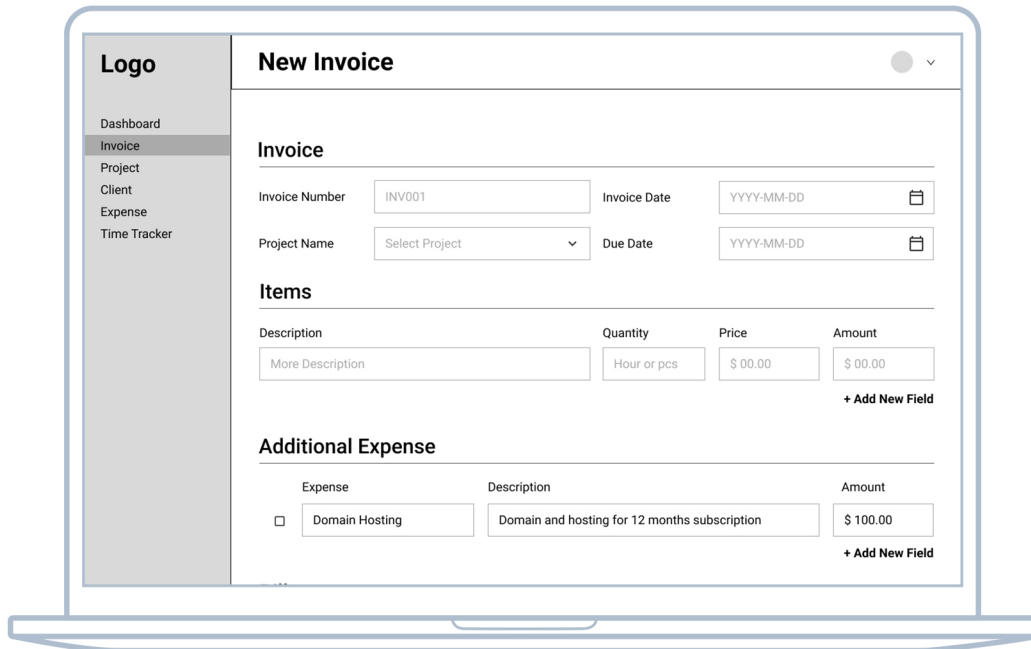 Logo
New Invoice
Dashboard
Invoice
Project
Client
Expense
Time Tracker
Invoice
Invoice Number
INV001
Invoice Date
YYYY-MM-DD
Project Name
Select Project
Due Date
YYYY-MM-DD
Items
Description
Quantity
Price
Amount
More Description
Hour or pcs
$ 00.00
$ 00.00
+ Add New Field
Additional Expense
Expense
Description
Amount
Domain Hosting
Domain and hosting for 12 months subscription
$ 100.00
+ Add New Field